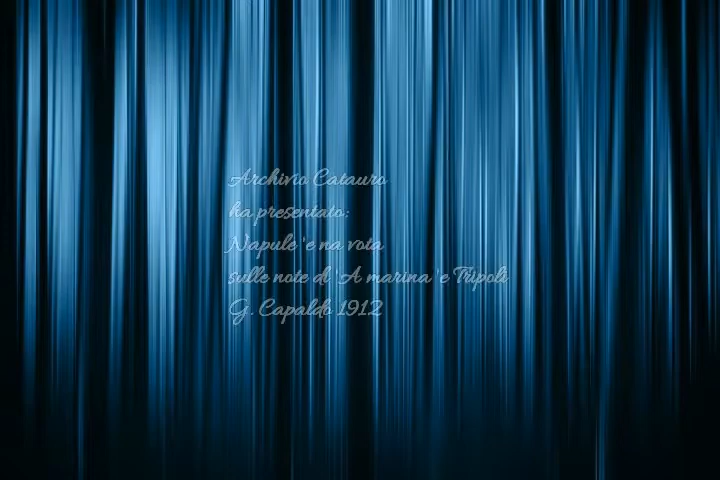 Archivio Catauro
ha presentato:
Napule 'e na vota
sulle note di 'A marina 'e Tripoli
G. Capaldo 1912